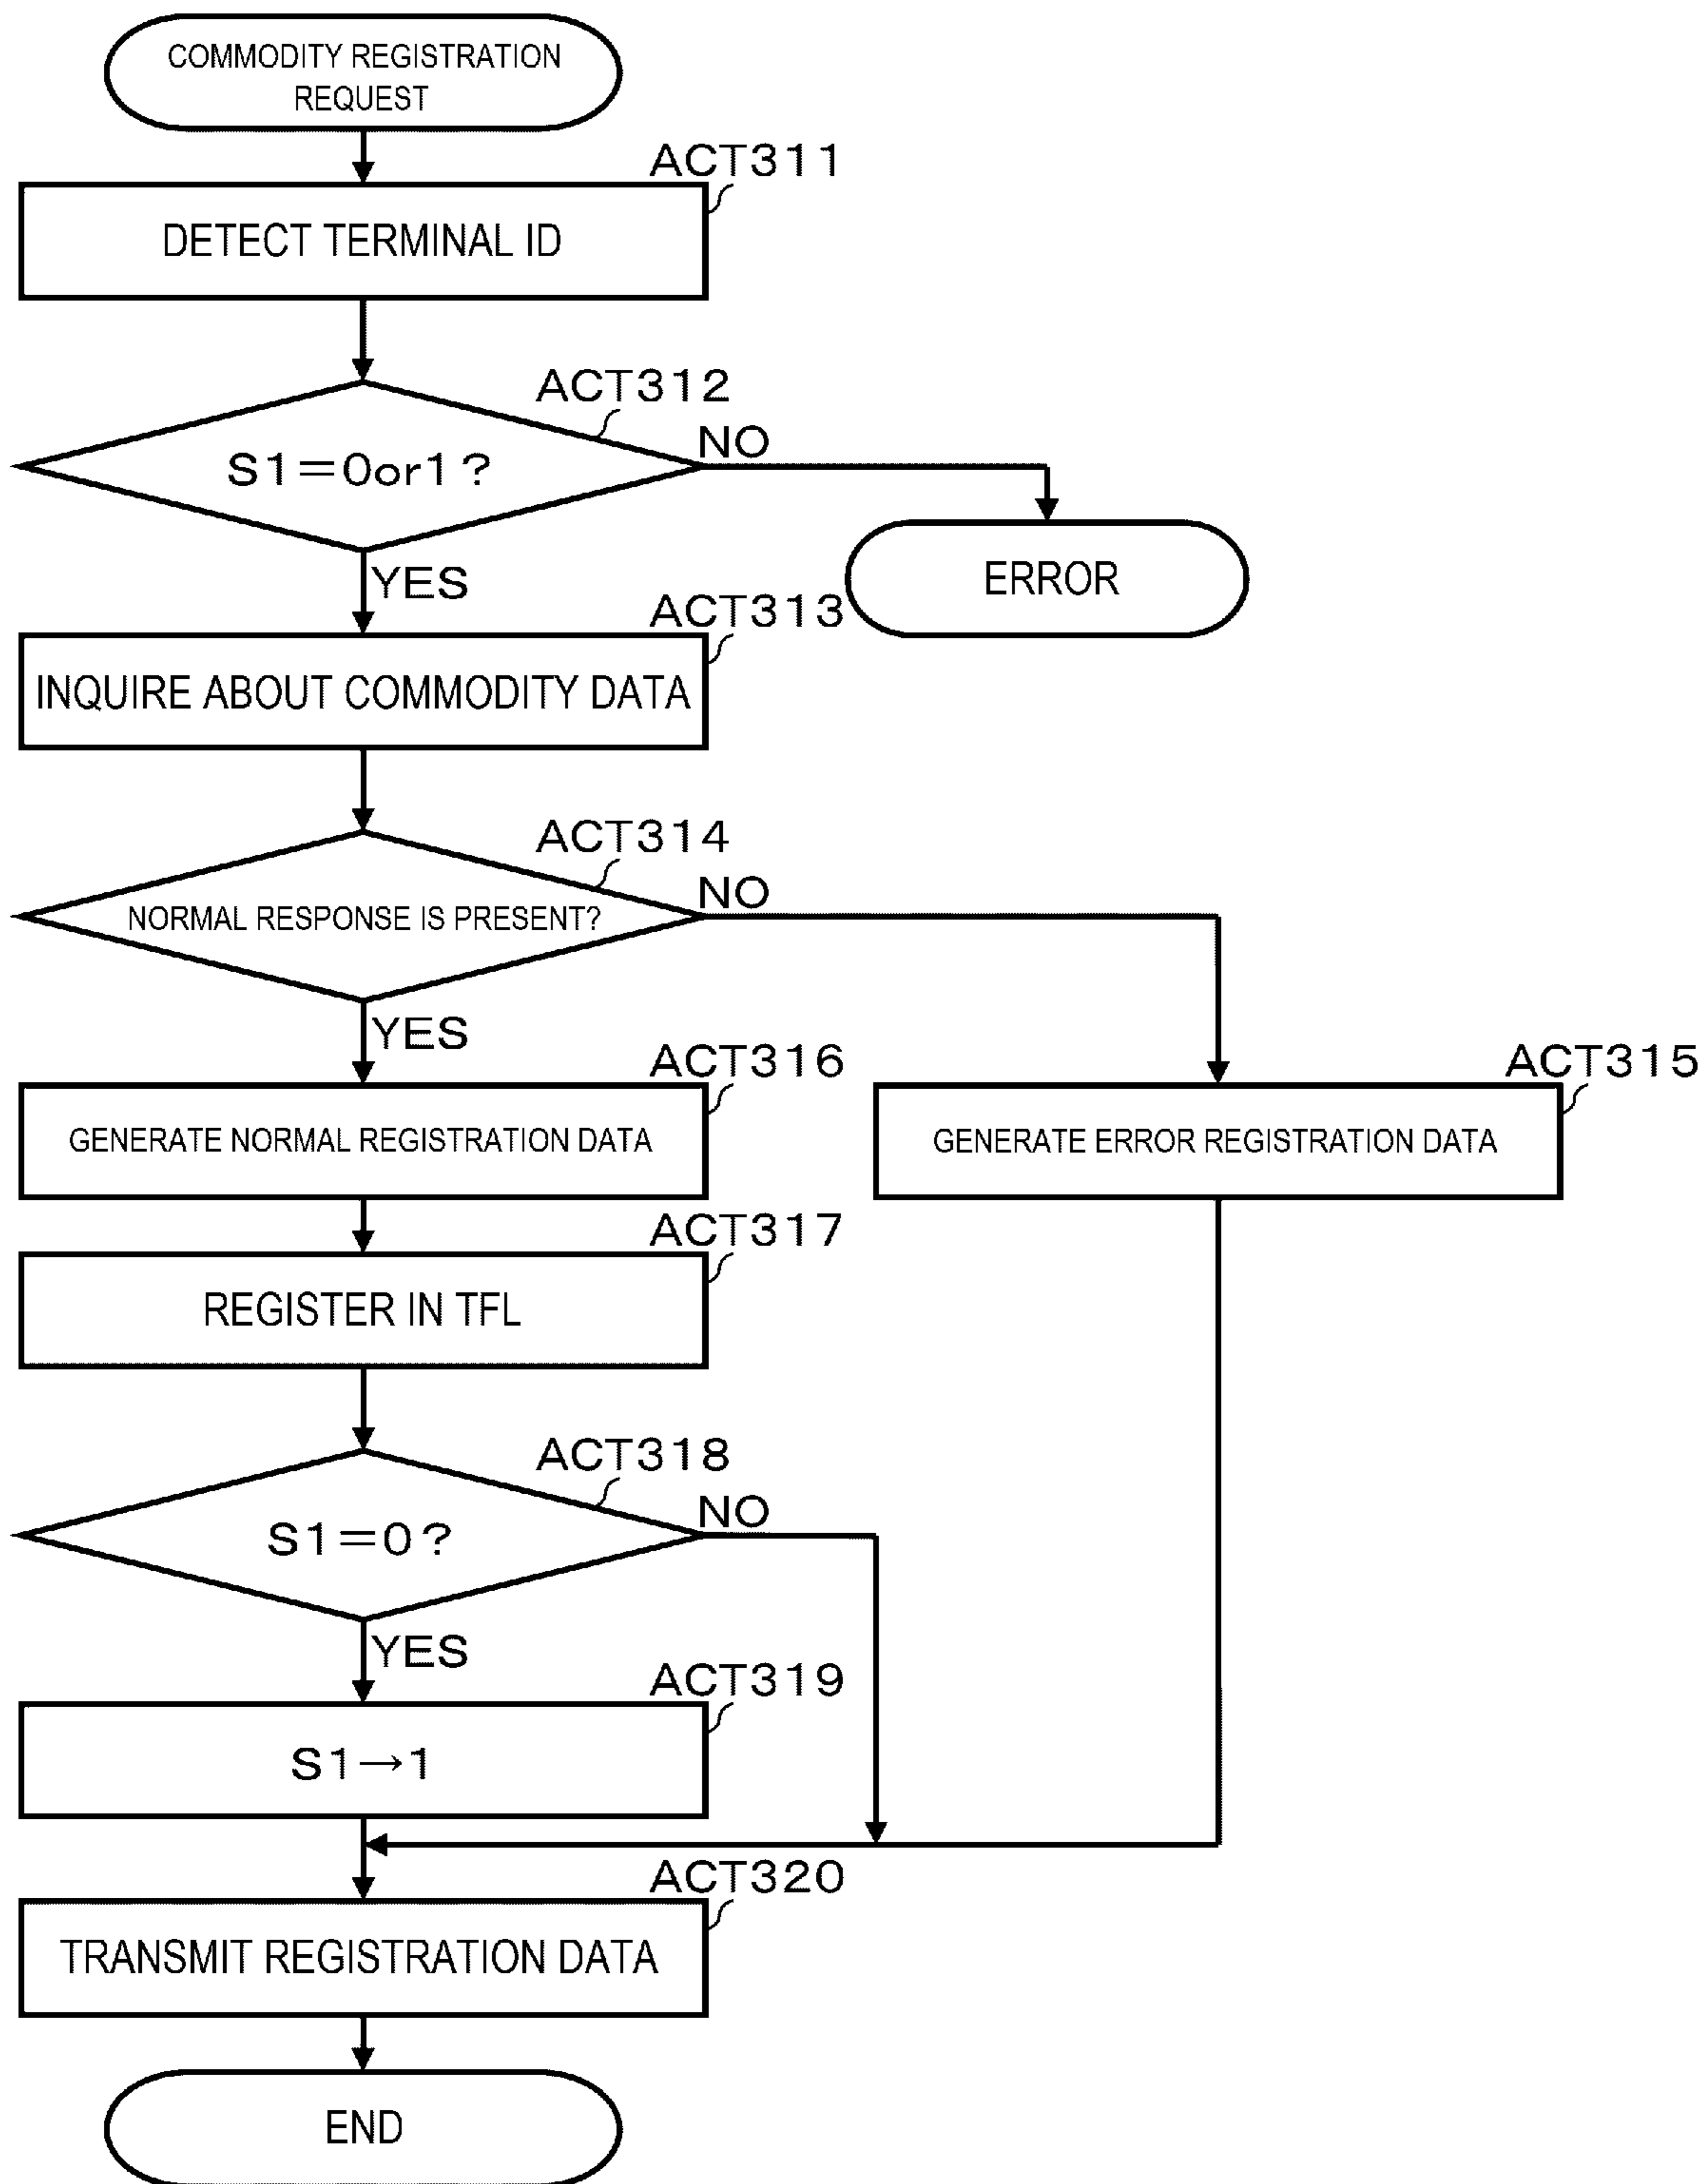 COMMODITY REGISTRATION
REQUEST
ACT311
DETECT TERMINAL ID
ACT312
S1=0or1?
NO
ERROR
YES
ACT313
INQUIRE ABOUT COMMODITY DATA
ACT314
NORMAL RESPONSE IS PRESENT?
NO
YES
ACT316
GENERATE NORMAL REGISTRATION DATA
ACT315
GENERATE ERROR REGISTRATION DATA
ACT317
REGISTER IN TFL
ACT318
S1=0?
NO
YES
ACT319
S1→1
ACT320
TRANSMIT REGISTRATION DATA
END